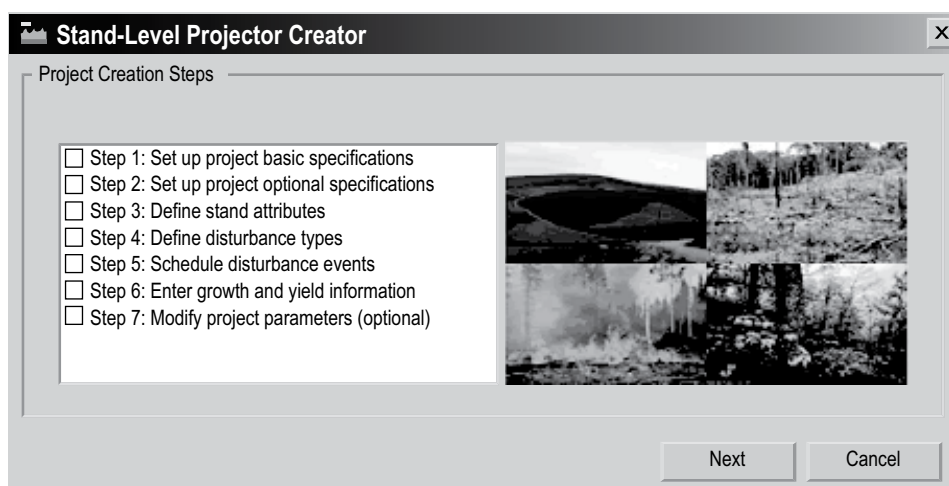 Stand-Level Projector Creator
X
Project Creation Steps
Step 1: Set up project basic specifications
Step 2: Set up project optional specifications
Step 3: Define stand attributes
Step 4: Define disturbance types
Step 5: Schedule disturbance events
Step 6: Enter growth and yield information
Step 7: Modify project parameters (optional)
Next
Cancel